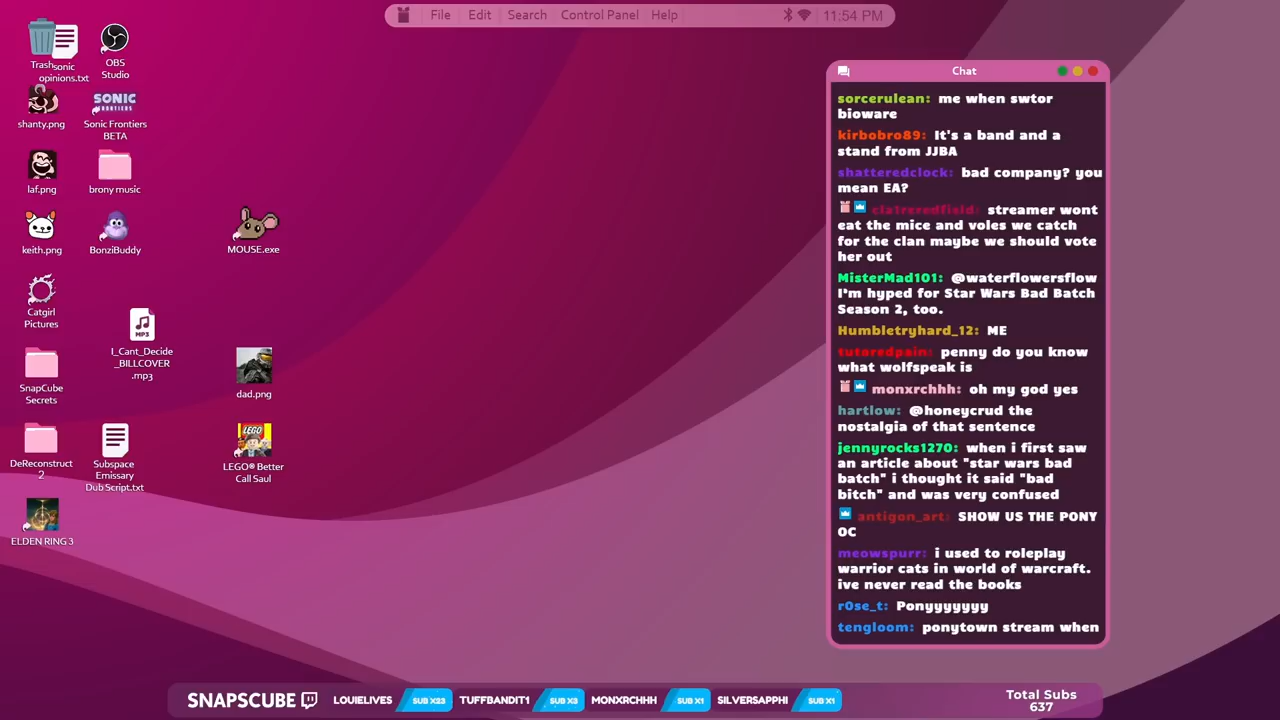 File Edit Search Control Panel Help 11:54 PM
Trash
sonic
opinions.txt
OBS
Studio
shanty.png
SONIC
FRONTIERS
Sonic Frontiers
BETA
laf.png
brony music
keith.png
BonziBuddy
MOUSE.exe
Catgirl
Pictures
MP3
I_Cant_Decide
_BILLCOVER
.mp3
SnapCube
Secrets
dad.png
DeReconstruct
2
Subspace
Emissary
Dub Script.txt
LEGO
LEGO® Better
Call Saul
ELDEN RING 3
Chat
sorcerulean: me when swtor
bioware
kirbobro89: It's a band and a
stand from JJBA
shatteredclock: bad company? you
mean EA?
cla1reredfield: streamer wont
eat the mice and voles we catch
for the clan maybe we should vote
her out
MisterMad101: @waterflowersflow
I'm hyped for Star Wars Bad Batch
Season 2, too.
Humbletryhard_12: ME
tutoredpain: penny do you know
what wolfspeak is
monxrchhh: oh my god yes
hartlow: @honeycrud the
nostalgia of that sentence
jennyrocks1270: when i first saw
an article about "star wars bad
batch" i thought it said "bad
bitch" and was very confused
antigon_art: SHOW US THE PONY
OC
meowspurr: i used to roleplay
warrior cats in world of warcraft.
ive never read the books
r0se_t: Ponyyyyyyy
tengloom: ponytown stream when
SNAPSCUBE LOUIELIVES SUB X23 TUFFBANDIT1 SUB X3 MONXRCHHH SUB X1 SILVERSAPPHI SUB X1
Total Subs
637